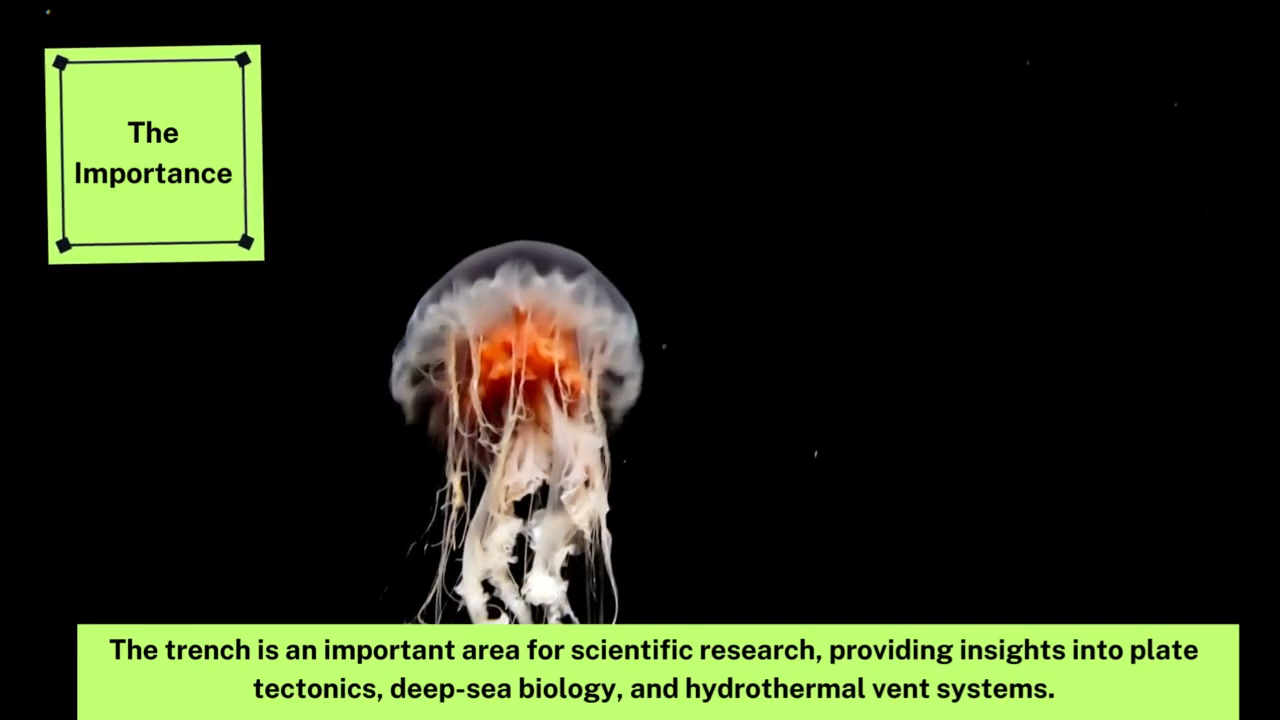 The
Importance
The trench is an important area for scientific research, providing insights into plate
tectonics, deep-sea biology, and hydrothermal vent systems.